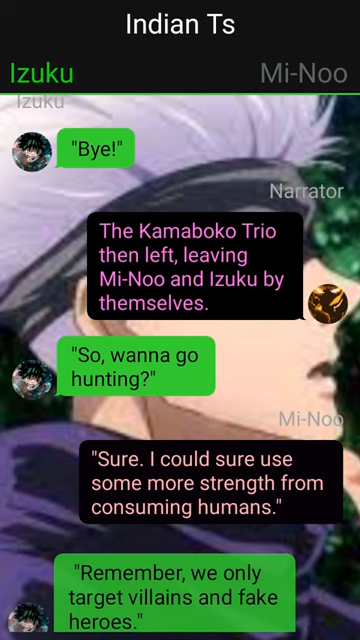 Indian Ts
Izuku
Mi-Noo
Izuku
"Bye!"
Narrator
The Kamaboko Trio
then left, leaving
Mi-Noo and Izuku by
themselves.
"So, wanna go
hunting?"
Mi-Noo
"Sure. I could sure use
some more strength from
consuming humans."
"Remember, we only
target villains and fake
heroes."